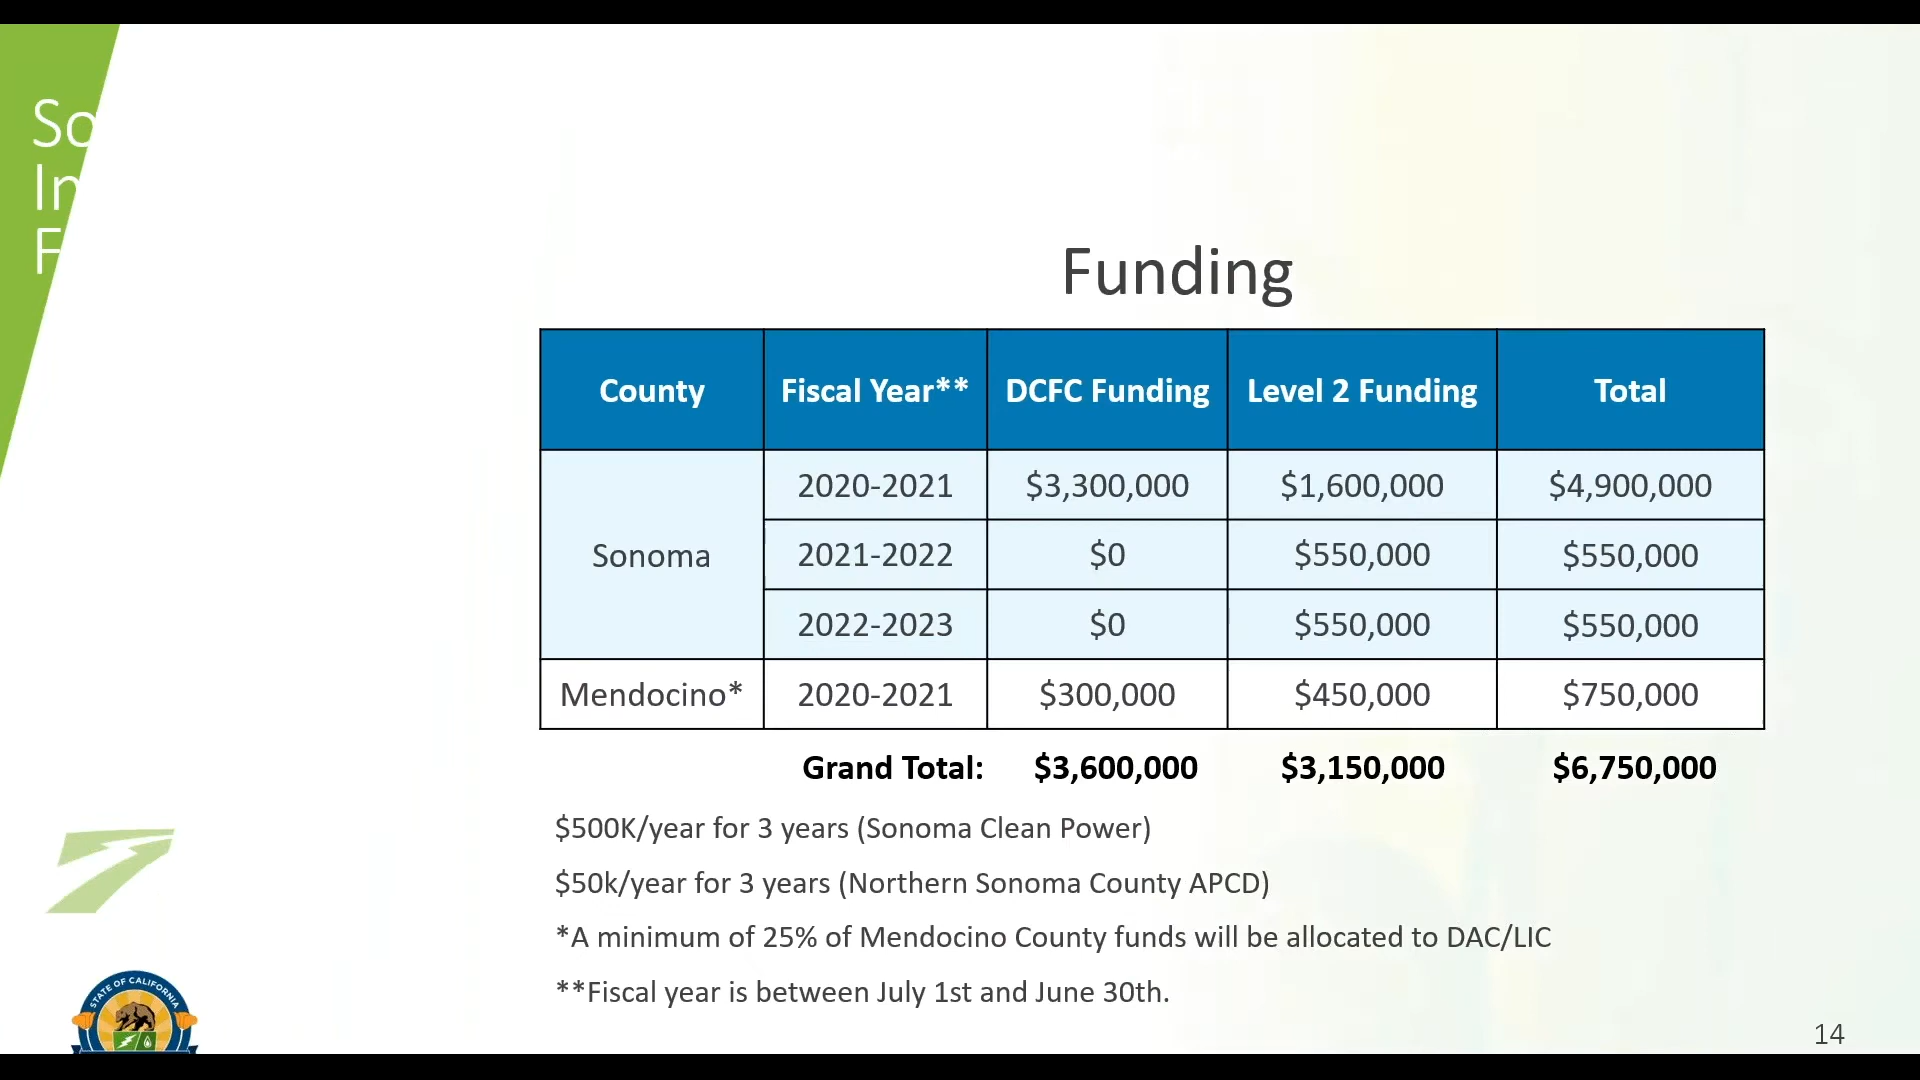 So
In
F
Funding
County Fiscal Year** DCFC Funding Level 2 Funding Total
Sonoma
2020-2021 $3,300,000 $1,600,000 $4,900,000
2021-2022 $0 $550,000 $550,000
2022-2023 $0 $550,000 $550,000
Mendocino* 2020-2021 $300,000 $450,000 $750,000
Grand Total: $3,600,000 $3,150,000 $6,750,000
$500K/year for 3 years (Sonoma Clean Power)
$50k/year for 3 years (Northern Sonoma County APCD)
*A minimum of 25% of Mendocino County funds will be allocated to DAC/LIC
**Fiscal year is between July 1st and June 30th.
STATE OF CALIFORNIA
14